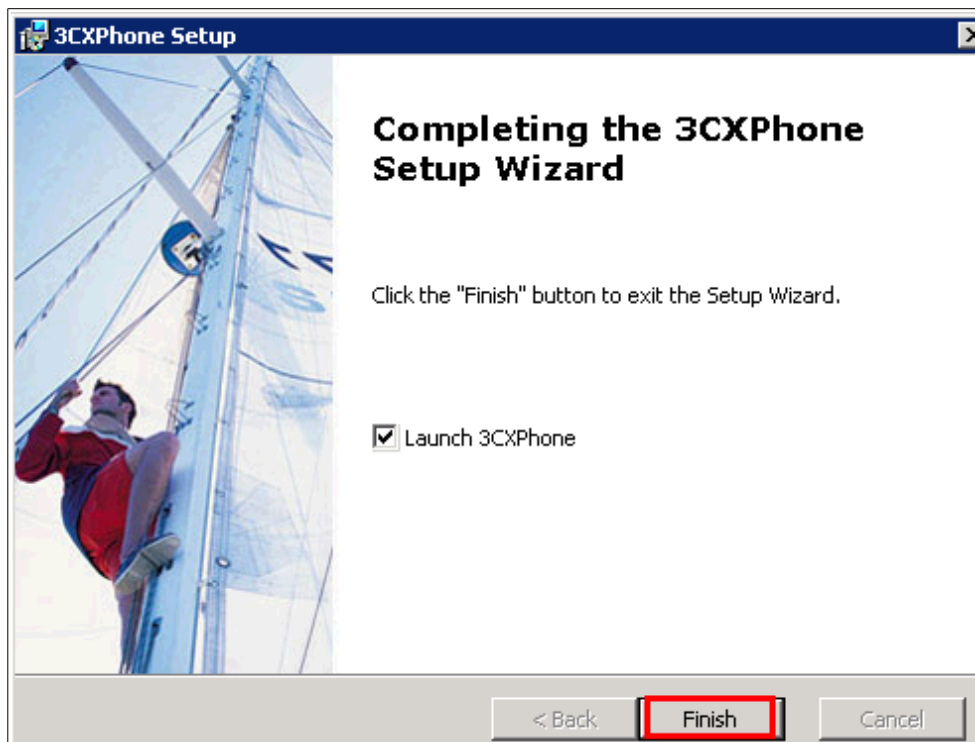 3CXPhone Setup
Completing the 3CXPhone
Setup Wizard
Click the "Finish" button to exit the Setup Wizard.
Launch 3CXPhone
< Back
Finish
Cancel